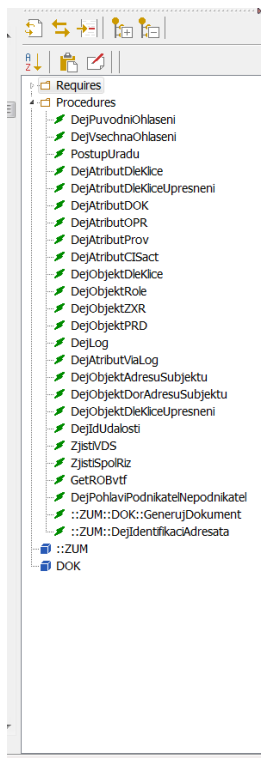 A
Z
Requires
Procedures
DejPuvodniOhlaseni
DejVsechnaOhlaseni
PostupUradu
DejAtributDleKlice
DejAtributDleKliceUpresneni
DejAtributDOK
DejAtributOPR
DejAtributProv
DejAtributCISact
DejObjektDleKlice
DejObjektRole
DejObjektZXR
DejObjektPRD
DejLog
DejAtributViaLog
DejObjektAdresuSubjektu
DejObjektDorAdresuSubjektu
DejObjektDleKliceUpresneni
DejIdUdalosti
ZjistiVDS
ZjistiSpolRiz
GetROBvtf
DejPohlaviPodnikatelNepodnikatel
::ZUM::DOK::GenerujDokument
::ZUM::DejIdentifikaciAdresata
::ZUM
DOK